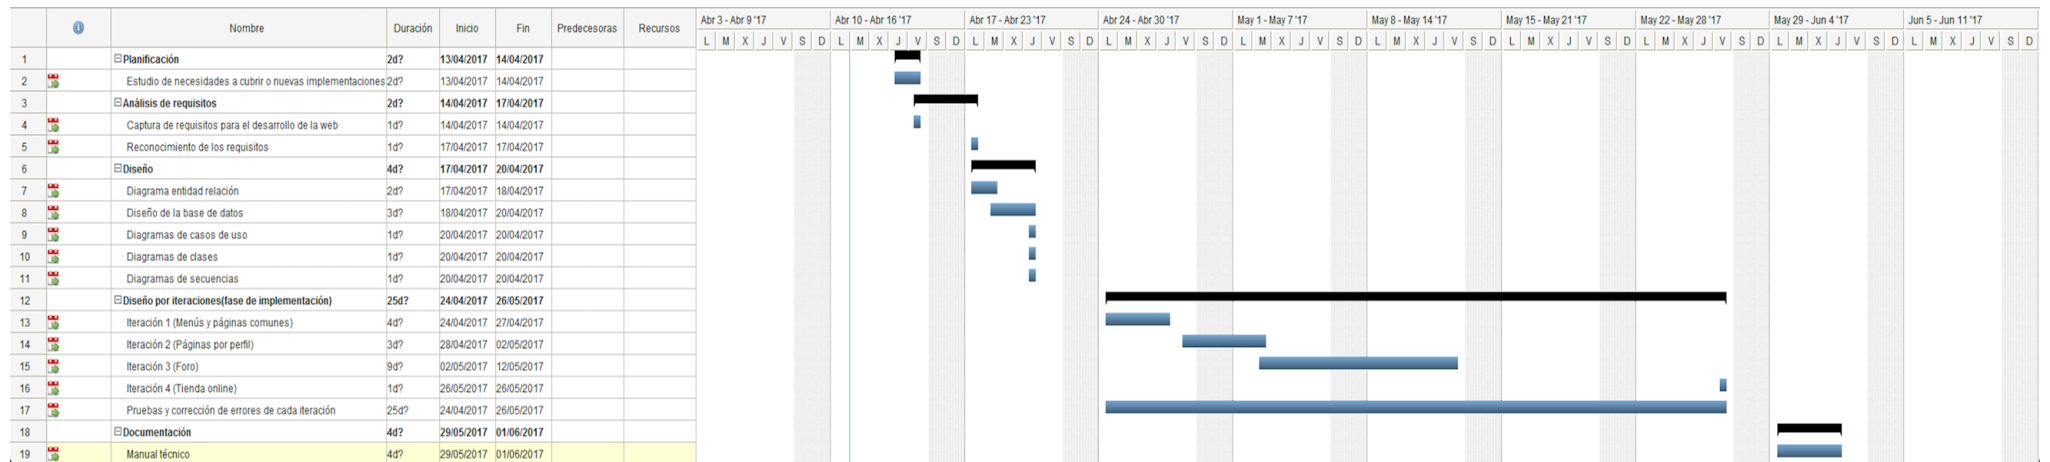 Nombre Duración Inicio Fin Predecesoras Recursos
Abr 3 - Abr 9 '17 Abr 10 - Abr 16 '17 Abr 17 - Abr 23 '17 Abr 24 - Abr 30 '17 May 1 - May 7 '17 May 8 - May 14 '17 May 15 - May 21 '17 May 22 - May 28 '17 May 29 - Jun 4 '17 Jun 5 - Jun 11 '17
L M X J V S D L M X J V S D L M X J V S D L M X J V S D L M X J V S D L M X J V S D L M X J V S D L M X J V S D L M X J V S D L M X J V S D
1 Planificación 2d? 13/04/2017 14/04/2017
2 Estudio de necesidades a cubrir o nuevas implementaciones 2d? 13/04/2017 14/04/2017
3 Análisis de requisitos 2d? 14/04/2017 17/04/2017
4 Captura de requisitos para el desarrollo de la web 1d? 14/04/2017 14/04/2017
5 Reconocimiento de los requisitos 1d? 17/04/2017 17/04/2017
6 Diseño 4d? 17/04/2017 20/04/2017
7 Diagrama entidad relación 2d? 17/04/2017 18/04/2017
8 Diseño de la base de datos 3d? 18/04/2017 20/04/2017
9 Diagramas de casos de uso 1d? 20/04/2017 20/04/2017
10 Diagramas de clases 1d? 20/04/2017 20/04/2017
11 Diagramas de secuencias 1d? 20/04/2017 20/04/2017
12 Diseño por iteraciones(fase de implementación) 25d? 24/04/2017 26/05/2017
13 Iteración 1 (Menús y páginas comunes) 4d? 24/04/2017 27/04/2017
14 Iteración 2 (Páginas por perfil) 3d? 28/04/2017 02/05/2017
15 Iteración 3 (Foro) 9d? 02/05/2017 12/05/2017
16 Iteración 4 (Tienda online) 1d? 26/05/2017 26/05/2017
17 Pruebas y corrección de errores de cada iteración 25d? 24/04/2017 26/05/2017
18 Documentación 4d? 29/05/2017 01/06/2017
19 Manual técnico 4d? 29/05/2017 01/06/2017